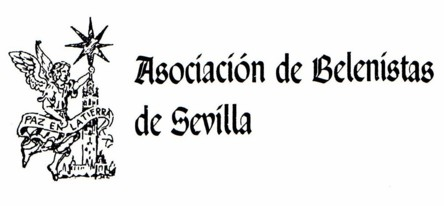 Asociación de Belenistas
de Sevilla
PAZ EN LA TIERRA